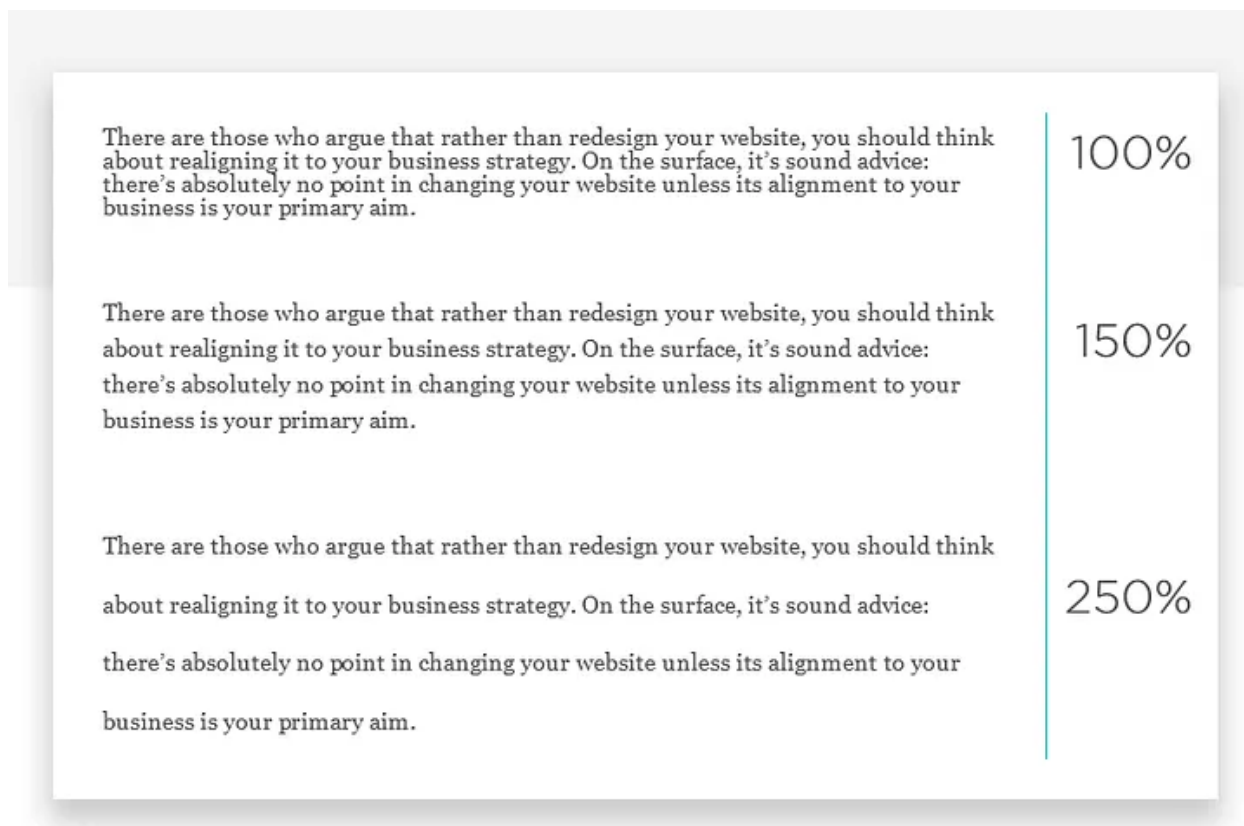 There are those who argue that rather than redesign your website, you should think
about realigning it to your business strategy. On the surface, it’s sound advice:
there’s absolutely no point in changing your website unless its alignment to your
business is your primary aim.
100%
There are those who argue that rather than redesign your website, you should think
about realigning it to your business strategy. On the surface, it’s sound advice:
there’s absolutely no point in changing your website unless its alignment to your
business is your primary aim.
150%
There are those who argue that rather than redesign your website, you should think
about realigning it to your business strategy. On the surface, it’s sound advice:
there’s absolutely no point in changing your website unless its alignment to your
business is your primary aim.
250%